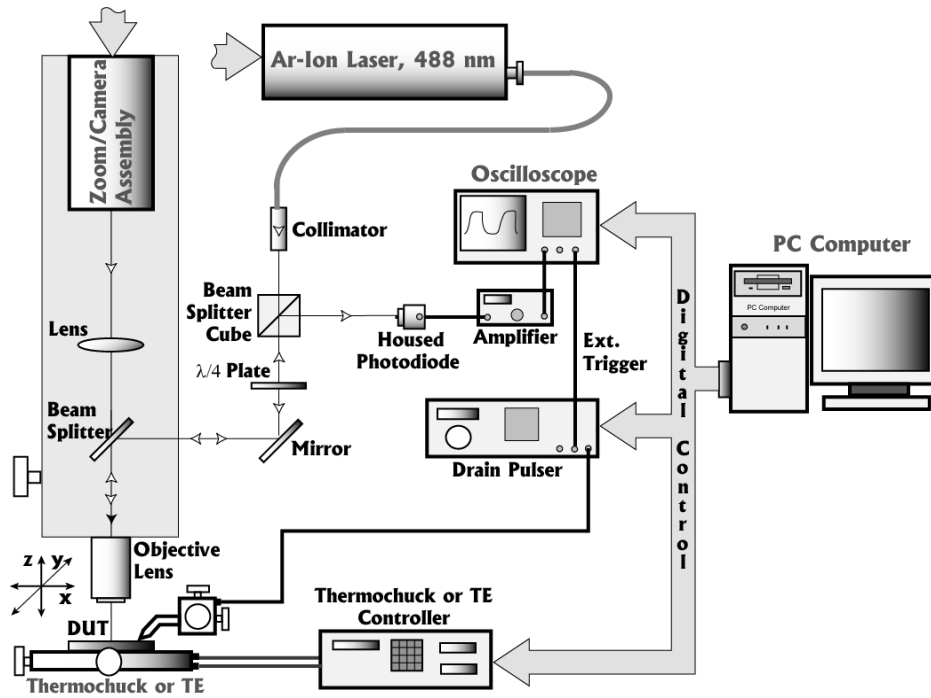 Ar-Ion Laser, 488 nm
Zoom/Camera
Assembly
Oscilloscope
Collimator
PC Computer
Beam
Splitter
Cube
PC Computer
Lens
Housed
Photodiode
Amplifier
Ext.
Trigger
Digital Control
λ/4 Plate
Beam
Splitter
Mirror
Drain Pulser
Objective
Lens
z
y
x
Thermochuck or TE
Controller
DUT
Thermochuck or TE